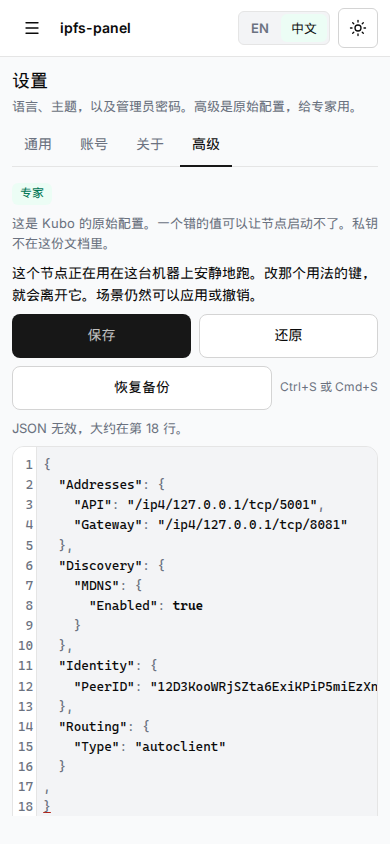 ipfs-panel
EN 中文
设置
语言、主题，以及管理员密码。高级是原始配置，给专家用。
通用 账号 关于 高级
专家
这是 Kubo 的原始配置。一个错的值可以让节点启动不了。私钥
不在这份文档里。
这个节点正在用在这台机器上安静地跑。改那个用法的键，
就会离开它。场景仍然可以应用或撤销。
保存 还原
恢复备份 Ctrl+S 或 Cmd+S
JSON 无效，大约在第 18 行。
1 {
2 "Addresses": {
3 "API": "/ip4/127.0.0.1/tcp/5001",
4 "Gateway": "/ip4/127.0.0.1/tcp/8081"
5 },
6 "Discovery": {
7 "MDNS": {
8 "Enabled": true
9 }
10 },
11 "Identity": {
12 "PeerID": "12D3KooWRjSZta6ExiKPiP5miEzXn
13 },
14 "Routing": {
15 "Type": "autoclient"
16 }
17 ,
18 }